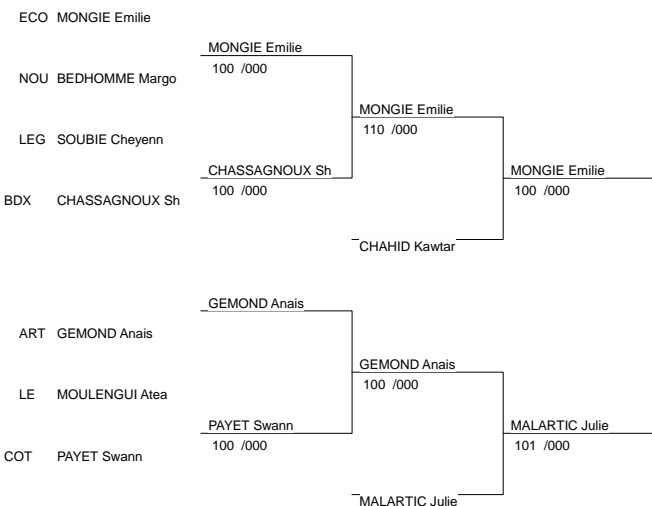 ECO MONGIE Emilie
MONGIE Emilie
100 /000
NOU BEDHOMME Margo
MONGIE Emilie
110 /000
LEG SOUBIE Cheyenn
CHASSAGNOUX Sh
100 /000
MONGIE Emilie
100 /000
BDX CHASSAGNOUX Sh
CHAHID Kawtar
GEMOND Anais
ART GEMOND Anais
GEMOND Anais
100 /000
LE MOULENGUI Atea
PAYET Swann
100 /000
MALARTIC Julie
101 /000
COT PAYET Swann
MALARTIC Julie